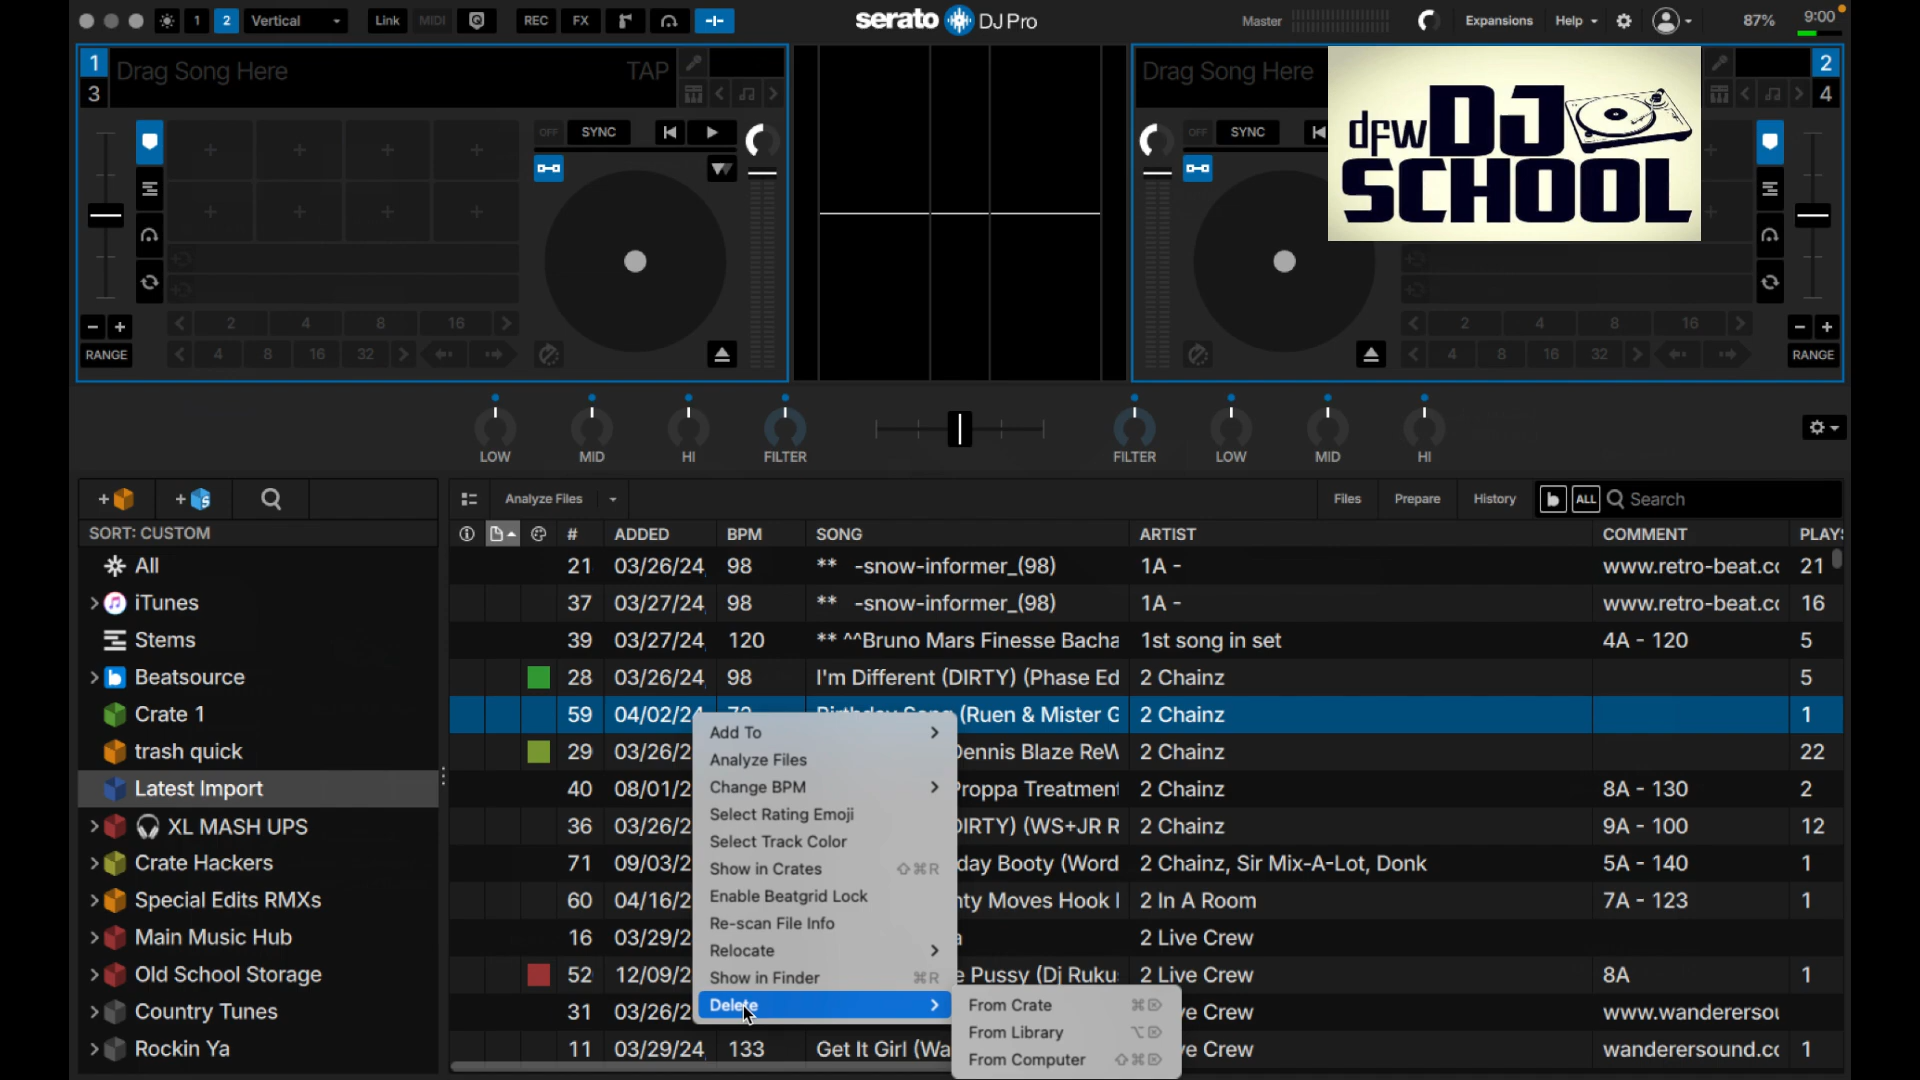 1 2 Vertical Link MIDI REC FX serato DJ Pro Master Expansions Help 87% 9:00
1 Drag Song Here TAP
3
Drag Song Here 2
4
dfw DJ
SCHOOL
OFF SYNC
OFF SYNC
2 4 8 16
2 4 8 16
RANGE 4 8 16 32
4 8 16 32 RANGE
LOW MID HI FILTER FILTER LOW MID HI
Analyze Files Files Prepare History ALL Search
SORT: CUSTOM
All
iTunes
Stems
Beatsource
Crate 1
trash quick
Latest Import
XL MASH UPS
Crate Hackers
Special Edits RMXs
Main Music Hub
Old School Storage
Country Tunes
Rockin Ya
# ADDED BPM SONG ARTIST COMMENT PLAYS
21 03/26/24 98 ** -snow-informer_(98) 1A - www.retro-beat.cc 21
37 03/27/24 98 ** -snow-informer_(98) 1A - www.retro-beat.cc 16
39 03/27/24 120 ** ^^Bruno Mars Finesse Bacha 1st song in set 4A - 120 5
28 03/26/24 98 I'm Different (DIRTY) (Phase Ed 2 Chainz 5
59 04/02/24 Birthday Song (Ruen & Mister G 2 Chainz 1
29 03/26/2 Dennis Blaze ReW 2 Chainz 22
40 08/01/2 Proppa Treatment 2 Chainz 8A - 130 2
36 03/26/2 DIRTY) (WS+JR R 2 Chainz 9A - 100 12
71 09/03/2 day Booty (Word 2 Chainz, Sir Mix-A-Lot, Donk 5A - 140 1
60 04/16/2 nty Moves Hook 2 In A Room 7A - 123 1
16 03/29/2 a 2 Live Crew
52 12/09/2 e Pussy (Dj Ruku 2 Live Crew 8A 1
31 03/26/2 ve Crew www.wanderersou
11 03/29/24 133 Get It Girl (Wa ve Crew wanderersound.cc 1
Add To
Analyze Files
Change BPM
Select Rating Emoji
Select Track Color
Show in Crates ⇧⌘R
Enable Beatgrid Lock
Re-scan File Info
Relocate
Show in Finder ⌘R
Delete
From Crate ⌘⌦
From Library ⌥⌦
From Computer ⇧⌘⌦